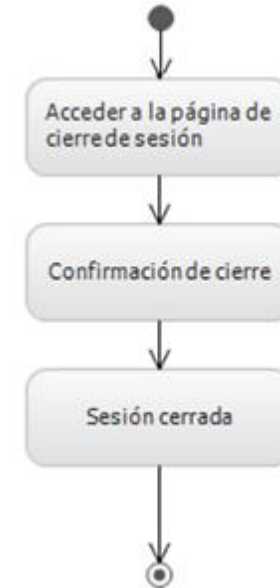 Acceder a la página de
cierre de sesión
Confirmación de cierre
Sesión cerrada